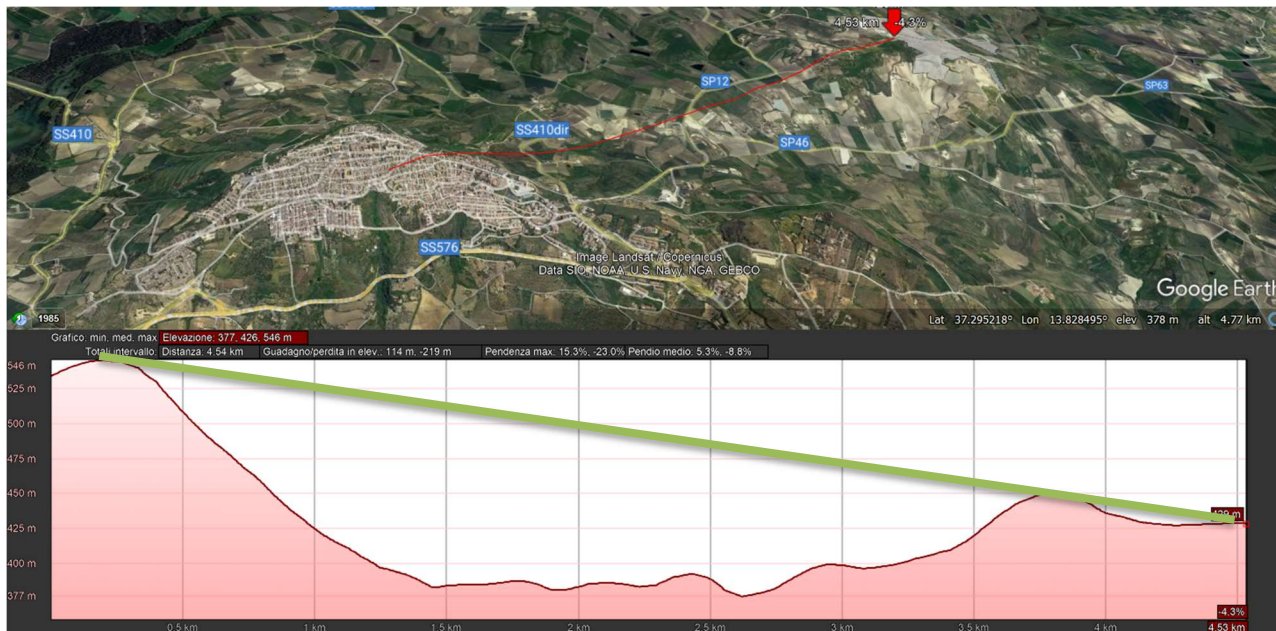 4.53 km -4.3%
SP12
SP63
SS410
SS410dir
SP46
SS576
Image Landsat / Copernicus
Data SIO, NOAA, U.S. Navy, NGA, GEBCO
Google Earth
1985
Lat 37.295218° Lon 13.828495° elev 378 m alt 4.77 km
Grafico: min. med. max Elevazione: 377, 426, 546 m
Totali intervallo: Distanza: 4.54 km Guadagno/perdita in elev.: 114 m, -219 m Pendenza max: 15.3%, -23.0% Pendio medio: 5.3%, -8.8%
546 m
525 m
500 m
475 m
450 m
425 m
400 m
377 m
429 m
-4.3%
0.5 km 1 km 1.5 km 2 km 2.5 km 3 km 3.5 km 4 km 4.53 km